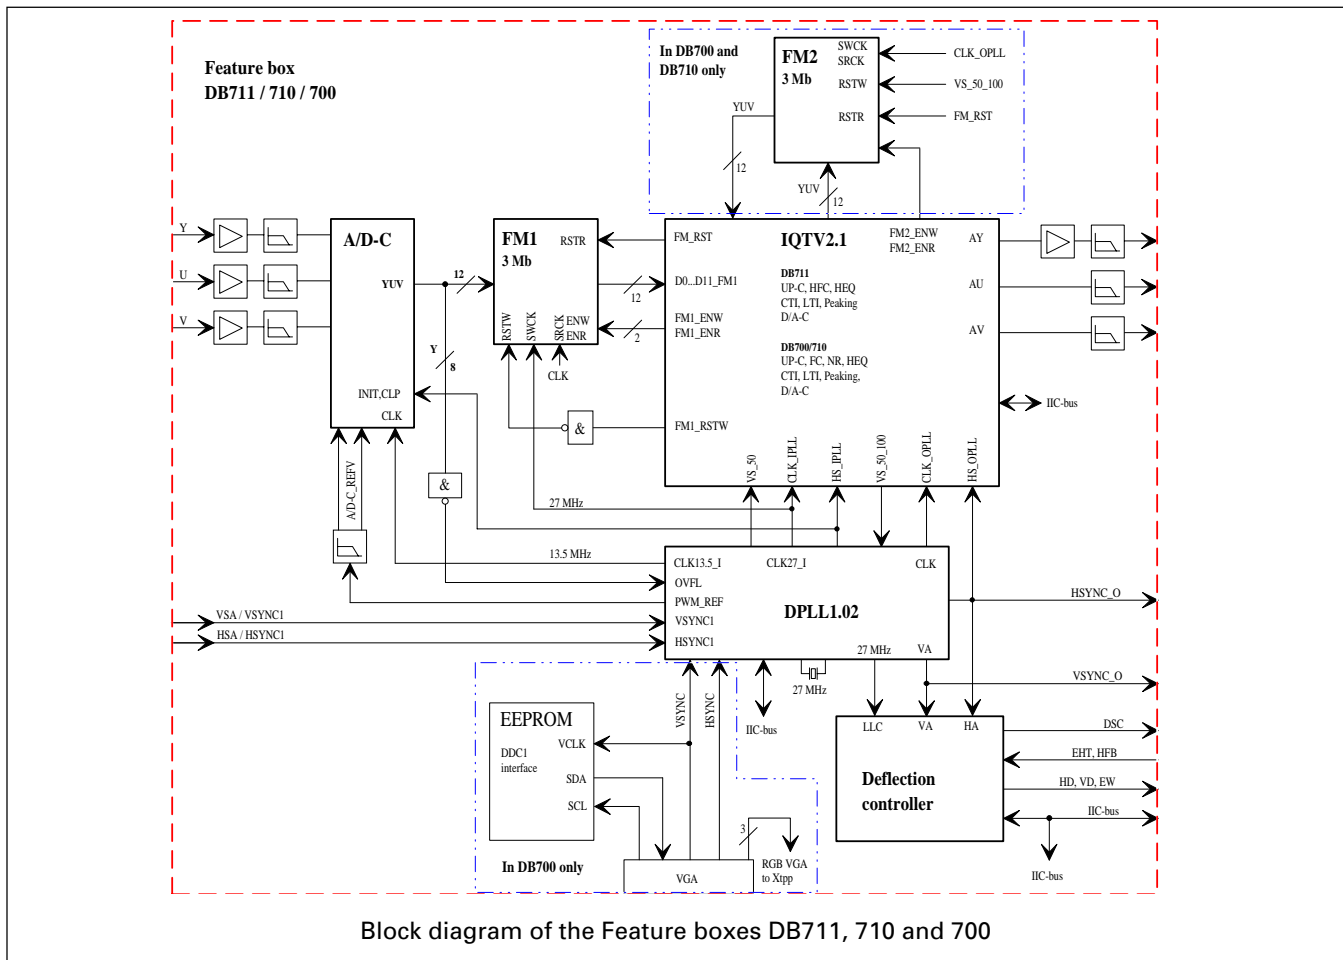 Feature box
DB711 / 710 / 700
In DB700 and
DB710 only
FM2
3 Mb
SWCK
SRCK
RSTW
RSTR
CLK_OPLL
VS_50_100
FM_RST
YUV
12
YUV
12
Y
U
V
A/D-C
YUV
INIT,CLP
CLK
12
Y
8
FM1
3 Mb
RSTR
RSTW
SWCK
SRCK
ENW
ENR
CLK
12
2
IQTV2.1
FM_RST
D0...D11_FM1
FM1_ENW
FM1_ENR
FM1_RSTW
FM2_ENW
FM2_ENR
AY
AU
AV
DB711
UP-C, HFC, HEQ
CTI, LTI, Peaking
D/A-C
DB700/710
UP-C, FC, NR, HEQ
CTI, LTI, Peaking,
D/A-C
IIC-bus
VS_50
CLK_IPLL
HS_IPLL
VS_50_100
CLK_OPLL
HS_OPLL
&
&
A/D-C_REFV
27 MHz
13.5 MHz
CLK13.5_I
CLK27_I
CLK
OVFL
PWM_REF
VSYNC1
HSYNC1
DPLL1.02
27 MHz
VA
VSA / VSYNC1
HSA / HSYNC1
HSYNC_O
VSYNC_O
27 MHz
IIC-bus
VSYNC
HSYNC
EEPROM
DDC1
interface
VCLK
SDA
SCL
In DB700 only
VGA
3
RGB VGA
to Xtpp
LLC
VA
HA
Deflection
controller
DSC
EHT, HFB
HD, VD, EW
IIC-bus
IIC-bus
Block diagram of the Feature boxes DB711, 710 and 700